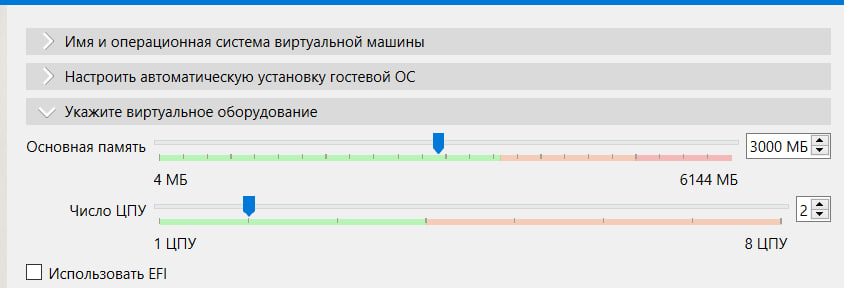 Имя и операционная система виртуальной машины
Настроить автоматическую установку гостевой ОС
Укажите виртуальное оборудование
Основная память 3000 МБ
4 МБ 6144 МБ
Число ЦПУ 2
1 ЦПУ 8 ЦПУ
Использовать EFI